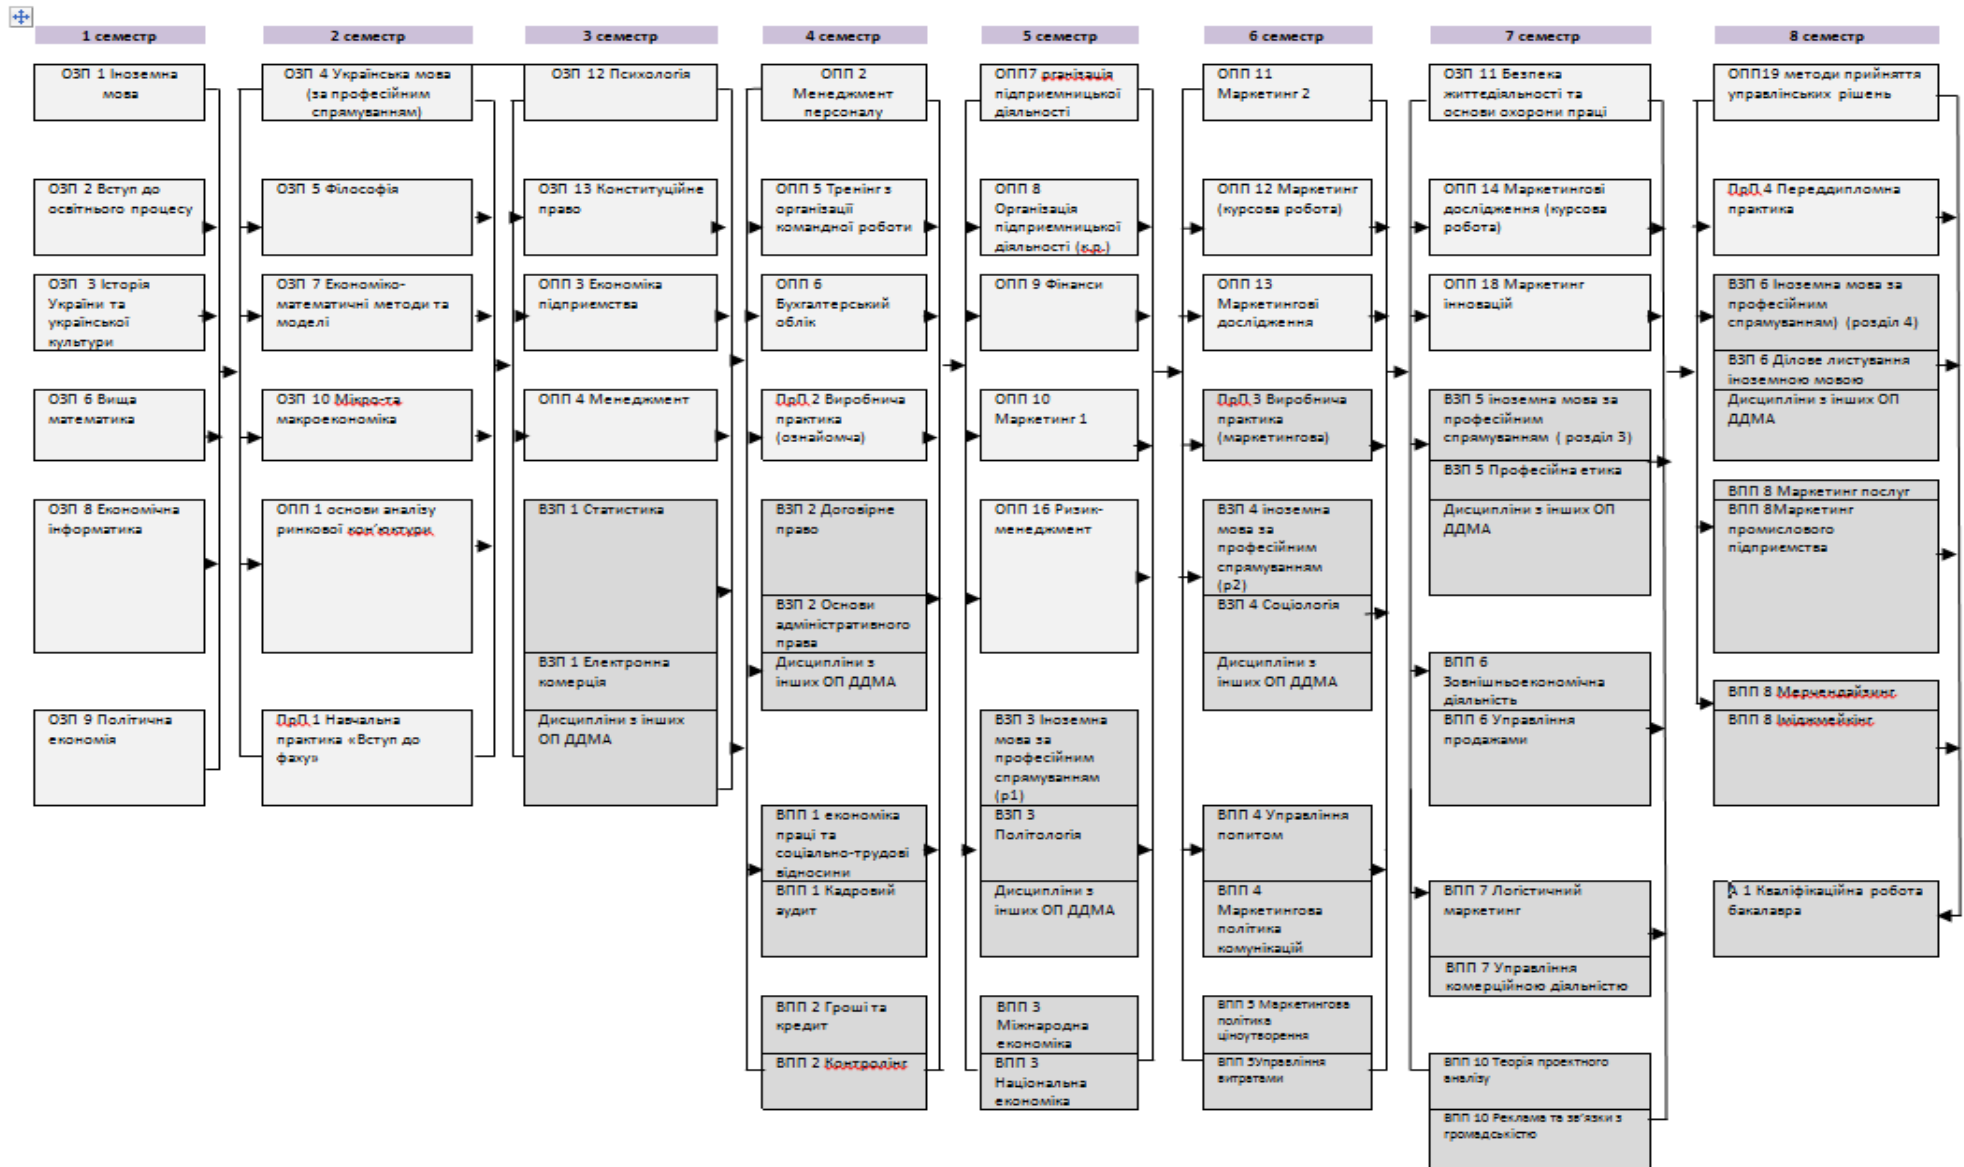 1 семестр
ОЗП 1 Іноземна
мова
ОЗП 2 Вступ до
освітнього процесу
ОЗП 3 Історія
України та
української
культури
ОЗП 6 Вища
математика
ОЗП 8 Економічна
інформатика
ОЗП 9 Політична
економія
2 семестр
ОЗП 4 Українська мова
(за професійним
спрямуванням)
ОЗП 5 Філософія
ОЗП 7 Економіко-
математичні методи та
моделі
ОЗП 10 Мікро-та
макроекономіка
ОПП 1 основи аналізу
ринкової кон'юктури
ПрП 1 Навчальна
практика «Вступ до
фаху»
3 семестр
ОЗП 12 Психологія
ОЗП 13 Конституційне
право
ОПП 3 Економіка
підприємства
ОПП 4 Менеджмент
ВЗП 1 Статистика
ВЗП 1 Електронна
комерція
Дисципліни з інших
ОП ДДМА
4 семестр
ОПП 2
Менеджмент
персоналу
ОПП 5 Тренінг з
організації
командної роботи
ОПП 6
Бухгалтерський
облік
ПрП 2 Виробнича
практика
(ознайомча)
ВЗП 2 Договірне
право
ВЗП 2 Основи
адміністративного
права
Дисципліни з
інших ОП ДДМА
ВПП 1 економіка
праці та
соціально-трудові
відносини
ВПП 1 Кадровий
аудит
ВПП 2 Гроші та
кредит
ВПП 2 Контролінг
5 семестр
ОПП7 рганізація
підприємницької
діяльності
ОПП 8
Організація
підприємницької
діяльності (к.р.)
ОПП 9 Фінанси
ОПП 10
Маркетинг 1
ОПП 16 Ризик-
менеджмент
ВЗП 3 Іноземна
мова за
професійним
спрямуванням
(р1)
ВЗП 3
Політологія
Дисципліни з
інших ОП ДДМА
ВПП 3
Міжнародна
економіка
ВПП 3
Національна
економіка
6 семестр
ОПП 11
Маркетинг 2
ОПП 12 Маркетинг
(курсова робота)
ОПП 13
Маркетингові
дослідження
ПрП 3 Виробнича
практика
(маркетингова)
ВЗП 4 іноземна
мова за
професійним
спрямуванням
(р2)
ВЗП 4 Соціологія
Дисципліни з
інших ОП ДДМА
ВПП 4 Управління
попитом
ВПП 4
Маркетингова
політика
комунікацій
ВПП 5 Маркетингова
політика
ціноутворення
ВПП 5Управління
витратами
7 семестр
ОЗП 11 Безпека
життєдіяльності та
основи охорони праці
ОПП 14 Маркетингові
дослідження (курсова
робота)
ОПП 18 Маркетинг
інновацій
ВЗП 5 іноземна мова за
професійним
спрямуванням ( розділ 3)
ВЗП 5 Професійна етика
Дисципліни з інших ОП
ДДМА
ВПП 6
Зовнішньоекономічна
діяльність
ВПП 6 Управління
продажами
ВПП 7 Логістичний
маркетинг
ВПП 7 Управління
комерційною діяльністю
ВПП 10 Теорія проектного
аналізу
ВПП 10 Реклама та зв'язки з
громадськістю
8 семестр
ОПП19 методи прийняття
управлінських рішень
ПрП 4 Переддипломна
практика
ВЗП 6 Іноземна мова за
професійним
спрямуванням) (розділ 4)
ВЗП 6 Ділове листування
іноземною мовою
Дисципліни з інших ОП
ДДМА
ВПП 8 Маркетинг послуг
ВПП 8Маркетинг
промислового
підприємства
ВПП 8 Мерчендайзинг
ВПП 8 Іміджмейкінг
А 1 Кваліфікаційна робота
бакалавра